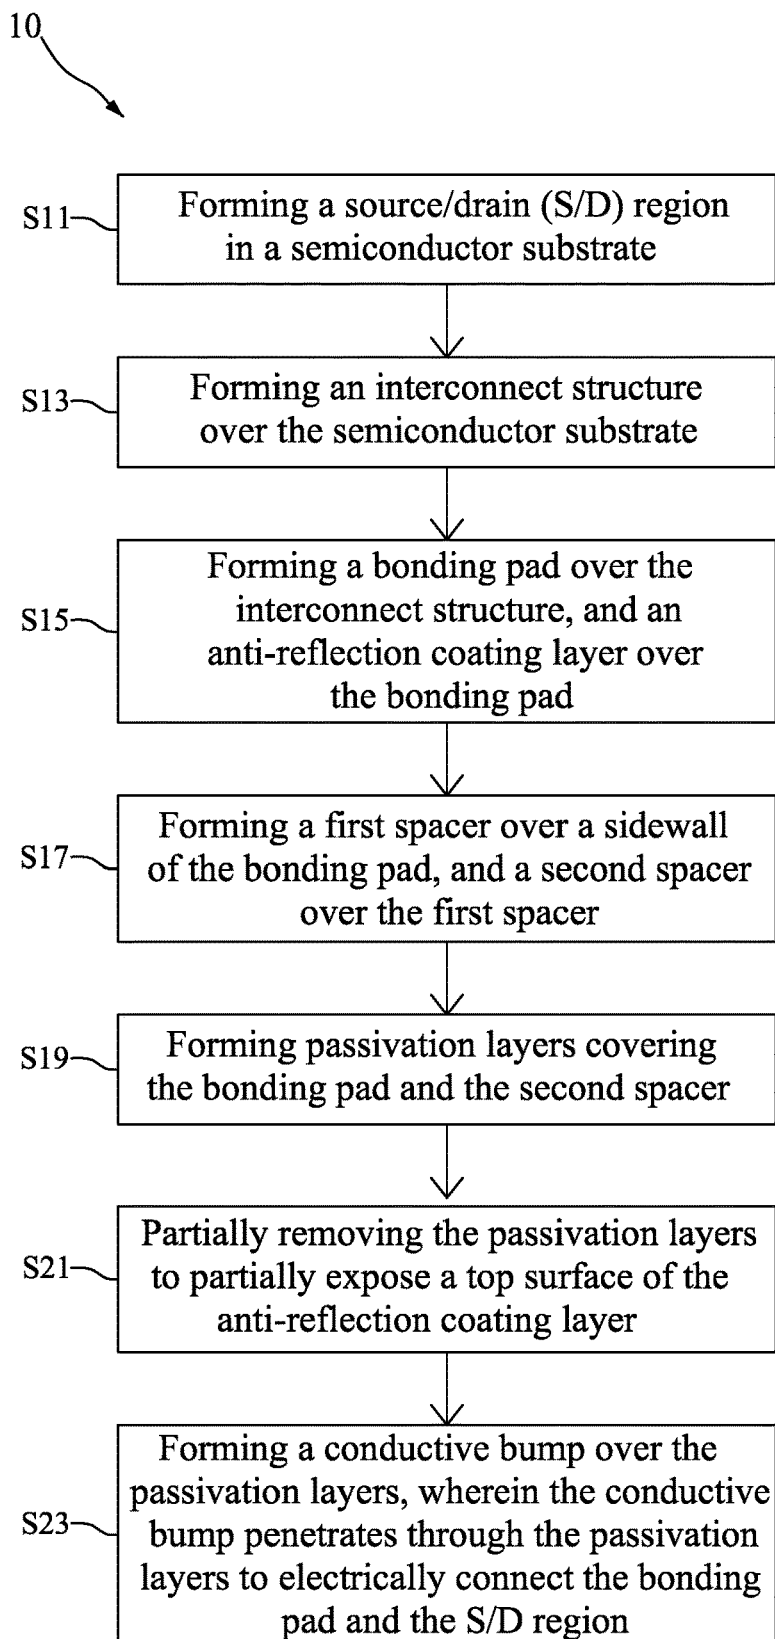 10
S11
Forming a source/drain (S/D) region
in a semiconductor substrate
S13
Forming an interconnect structure
over the semiconductor substrate
S15
Forming a bonding pad over the
interconnect structure, and an
anti-reflection coating layer over
the bonding pad
S17
Forming a first spacer over a sidewall
of the bonding pad, and a second spacer
over the first spacer
S19
Forming passivation layers covering
the bonding pad and the second spacer
S21
Partially removing the passivation layers
to partially expose a top surface of the
anti-reflection coating layer
S23
Forming a conductive bump over the
passivation layers, wherein the conductive
bump penetrates through the passivation
layers to electrically connect the bonding
pad and the S/D region